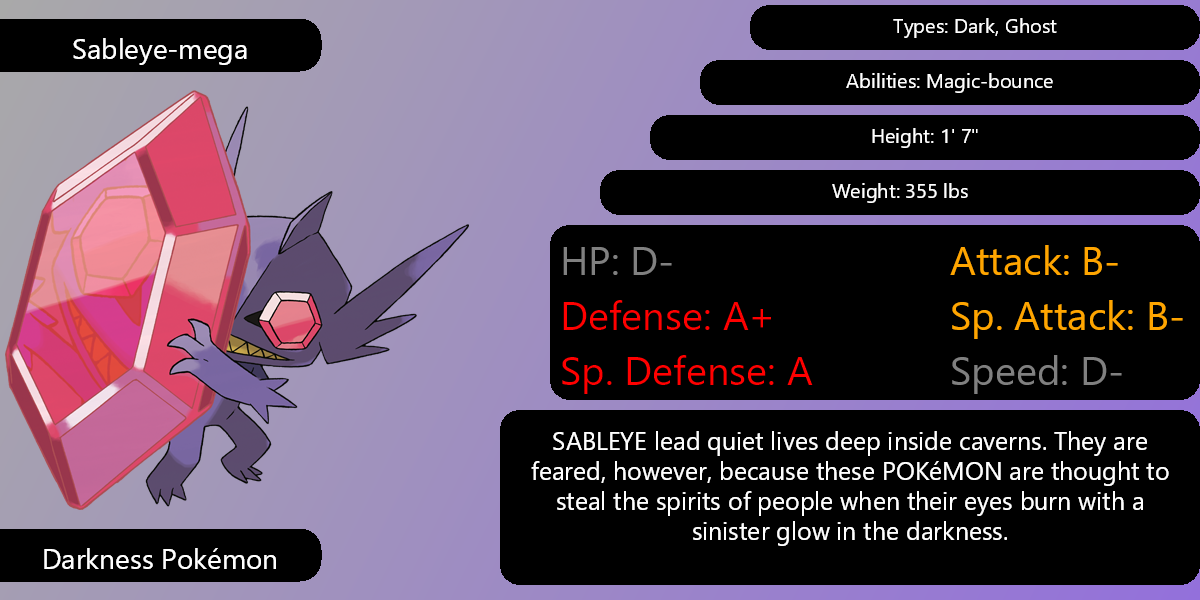 Sableye-mega
Types: Dark, Ghost
Abilities: Magic-bounce
Height: 1' 7"
Weight: 355 lbs
HP: D-
Attack: B-
Defense: A+
Sp. Attack: B-
Sp. Defense: A
Speed: D-
SABLEYE lead quiet lives deep inside caverns. They are
feared, however, because these POKéMON are thought to
steal the spirits of people when their eyes burn with a
sinister glow in the darkness.
Darkness Pokémon